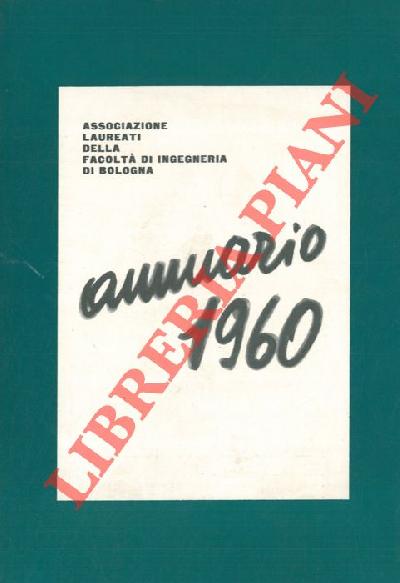 ASSOCIAZIONE
LAUREATI
DELLA
FACOLTÀ DI INGEGNERIA
DI BOLOGNA
annuario
1960
LIBRERIA PIANI